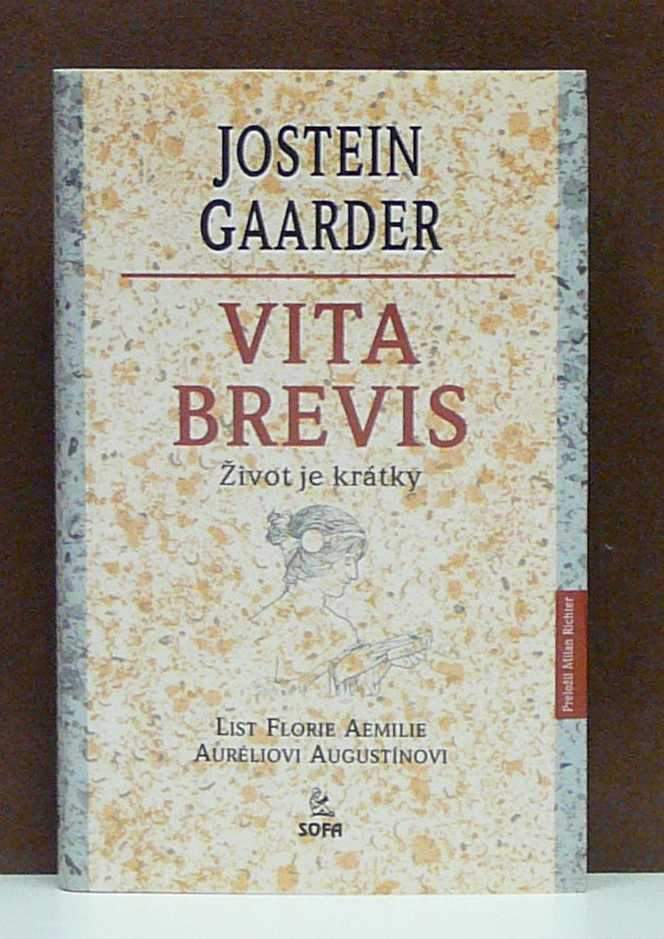 JOSTEIN
GAARDER
VITA
BREVIS
Život je krátky
LIST FLORIE AEMILIE
AURÉLIOVI AUGUSTÍNOVI
SOFA
Preložil Milan Richter